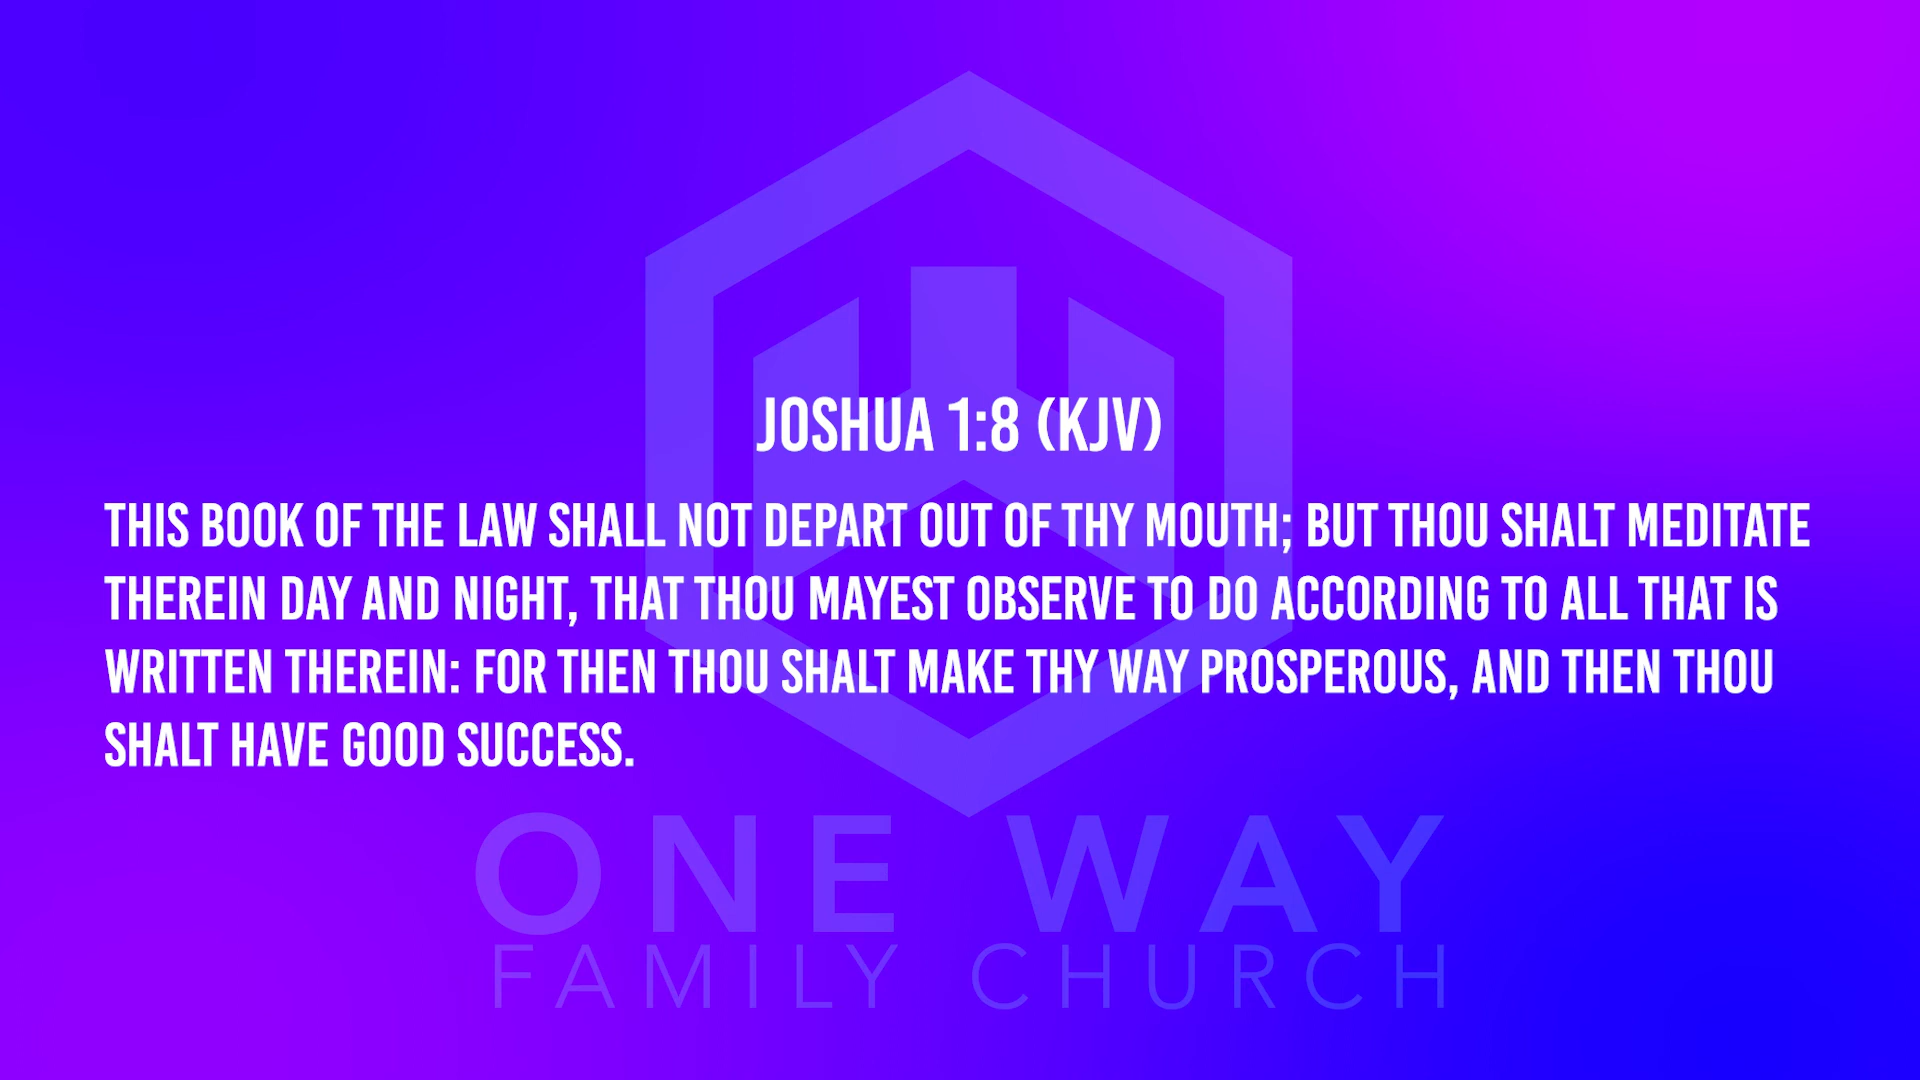 JOSHUA 1:8 (KJV)
THIS BOOK OF THE LAW SHALL NOT DEPART OUT OF THY MOUTH; BUT THOU SHALT MEDITATE
THEREIN DAY AND NIGHT, THAT THOU MAYEST OBSERVE TO DO ACCORDING TO ALL THAT IS
WRITTEN THEREIN: FOR THEN THOU SHALT MAKE THY WAY PROSPEROUS, AND THEN THOU
SHALT HAVE GOOD SUCCESS.
ONE WAY
FAMILY CHURCH